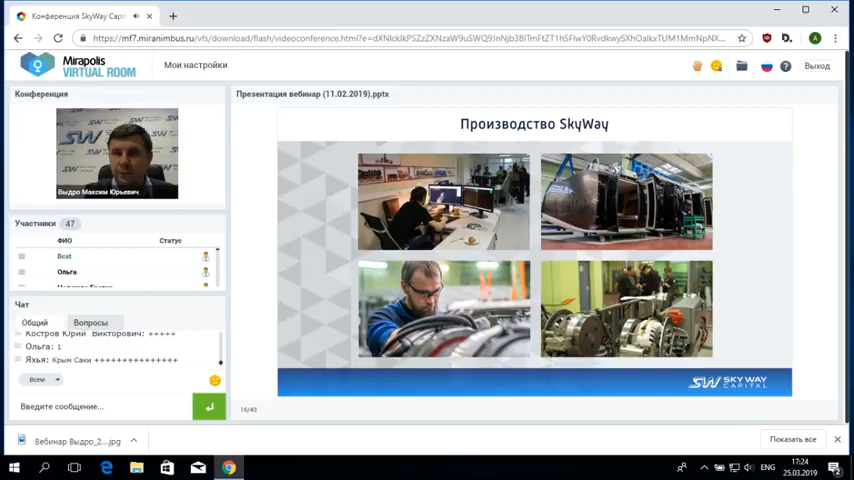 Конференция SkyWay Capi
https://mf7.miranimbus.ru/vfs/download/flash/videoconference.html?e=
Mirapolis
VIRTUAL ROOM
Мои настройки
Выход
Конференция
Презентация вебинар (11.02.2019).pptx
Производство SkyWay
SW
Выдро Максим Юрьевич
Участники 47
ФИО Статус
Bcat
Ольга
Чат
Общий Вопросы
Костров Юрий Викторович: +++++
Ольга: 1
Яхья: Крым Саки +++++++++++++++
Всем
Введите сообщение...
SW SKY WAY
CAPITAL
16/43
Вебинар Выдро_2....jpg
Показать все
ENG
17:24
25.03.2019